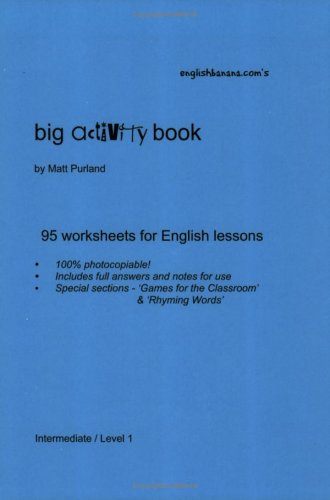 englishbanana.com's
big activity book
by Matt Purland
95 worksheets for English lessons
• 100% photocopiable!
• Includes full answers and notes for use
• Special sections - 'Games for the Classroom'
& 'Rhyming Words'
Intermediate / Level 1